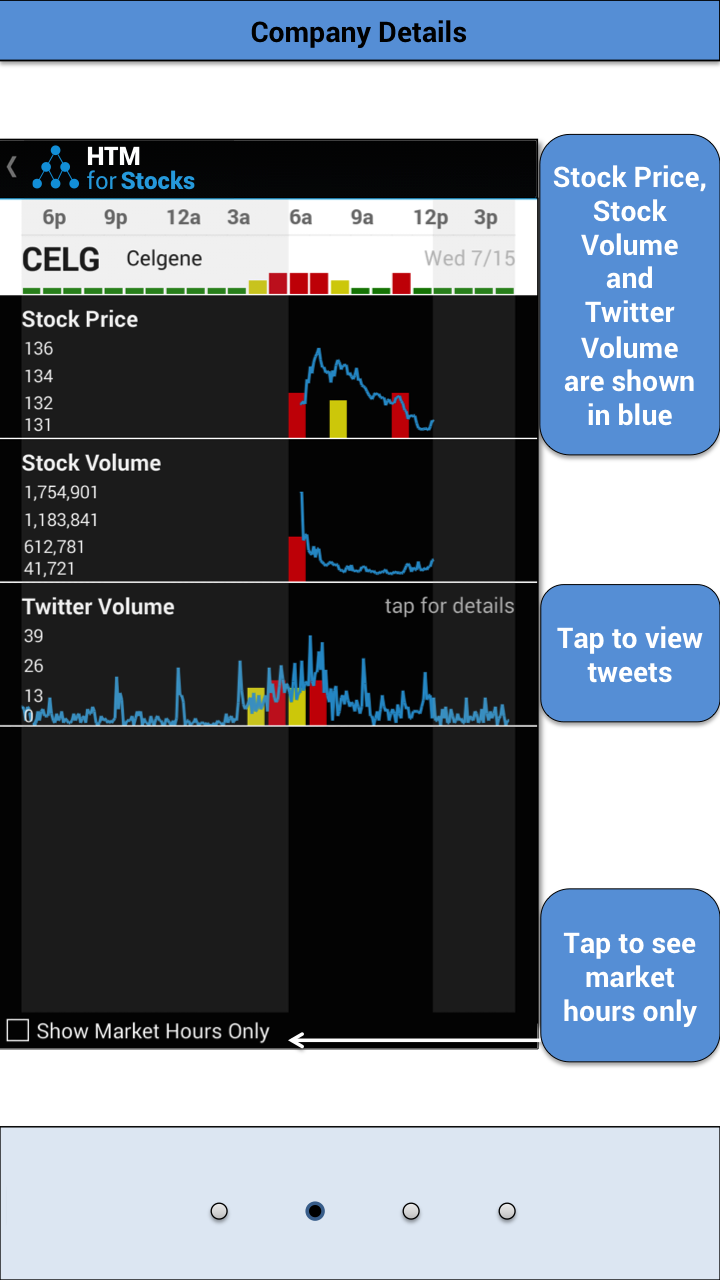 Company Details
HTM
for Stocks
6p 9p 12a 3a 6a 9a 12p 3p
CELG Celgene Wed 7/15
Stock Price
136
134
132
131
Stock Volume
1,754,901
1,183,841
612,781
41,721
Twitter Volume tap for details
39
26
13
0
Show Market Hours Only
Stock Price,
Stock
Volume
and
Twitter
Volume
are shown
in blue
Tap to view
tweets
Tap to see
market
hours only